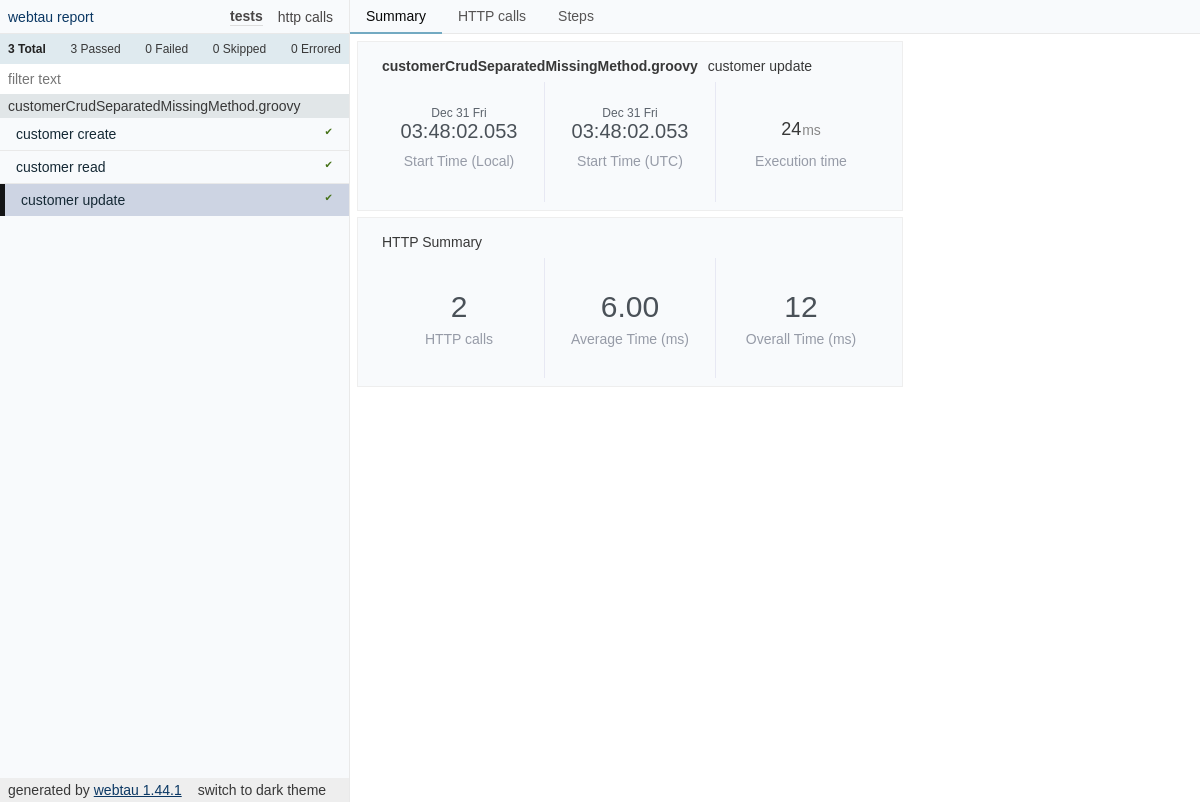 webtau report tests http calls
3 Total 3 Passed 0 Failed 0 Skipped 0 Errored
filter text
customerCrudSeparatedMissingMethod.groovy
customer create ✔
customer read ✔
customer update ✔
generated by webtau 1.44.1 switch to dark theme
Summary HTTP calls Steps
customerCrudSeparatedMissingMethod.groovy customer update
Dec 31 Fri
03:48:02.053
Start Time (Local)
Dec 31 Fri
03:48:02.053
Start Time (UTC)
24ms
Execution time
HTTP Summary
2
HTTP calls
6.00
Average Time (ms)
12
Overall Time (ms)